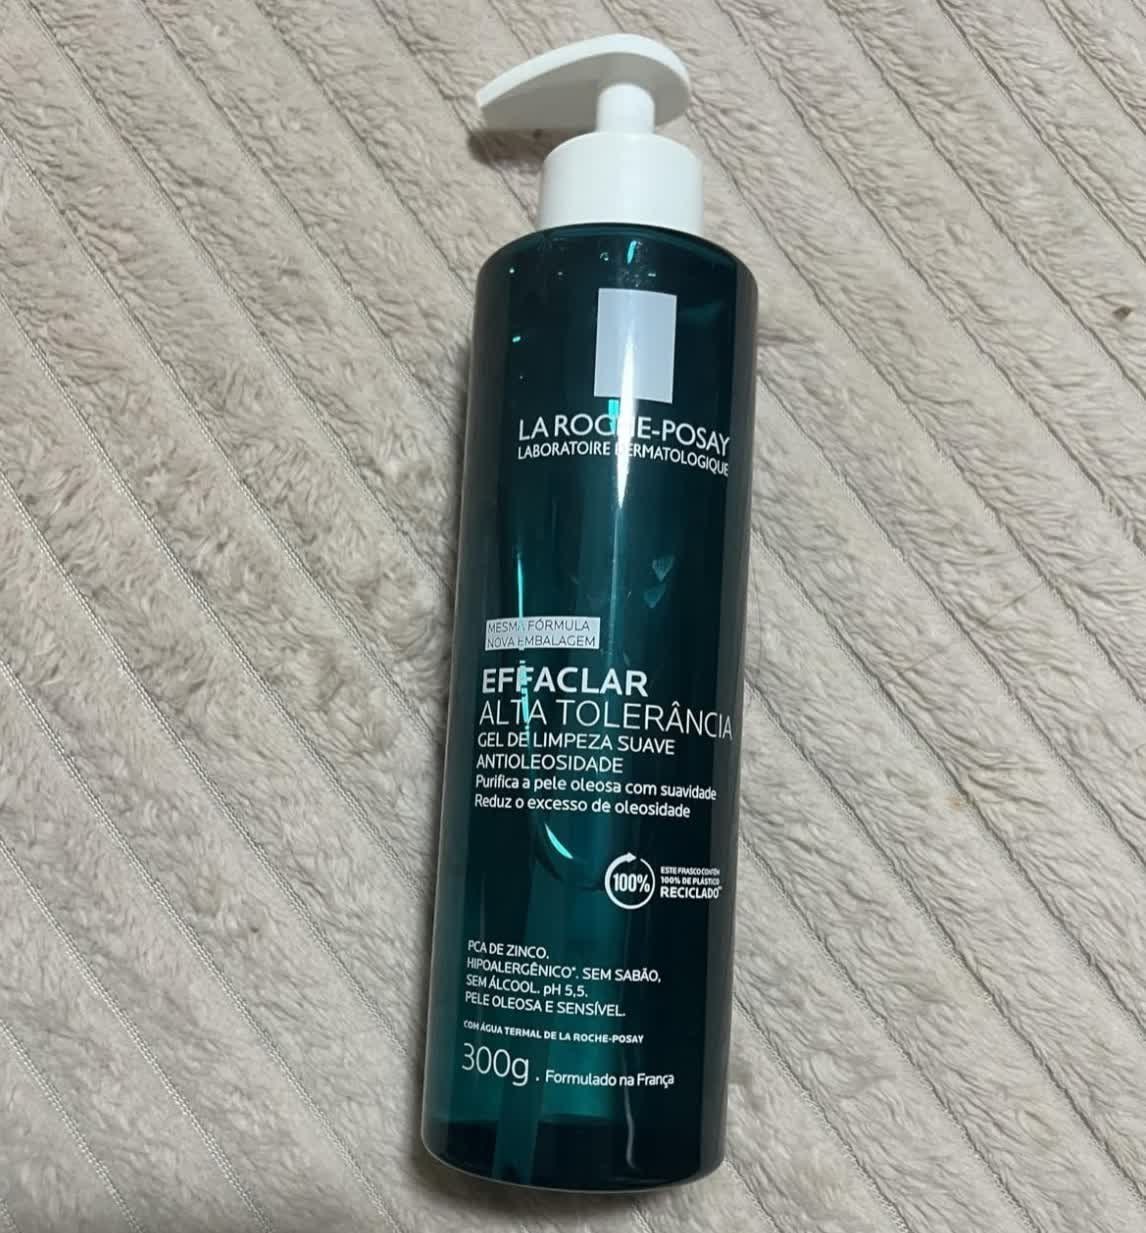 LA ROCHE-POSAY
LABORATOIRE DERMATOLOGIQUE
MESMA FÓRMULA
NOVA EMBALAGEM
EFFACLAR
ALTA TOLERÂNCIA
GEL DE LIMPEZA SUAVE
ANTIOLEOSIDADE
Purifica a pele oleosa com suavidade
Reduz o excesso de oleosidade
100%
ESTE FRASCO CONTÉM
100% DE PLÁSTICO
RECICLADO**
PCA DE ZINCO.
HIPOALERGÊNICO*. SEM SABÃO,
SEM ÁLCOOL. pH 5,5.
PELE OLEOSA E SENSÍVEL.
COM ÁGUA TERMAL DE LA ROCHE-POSAY
300g . Formulado na França